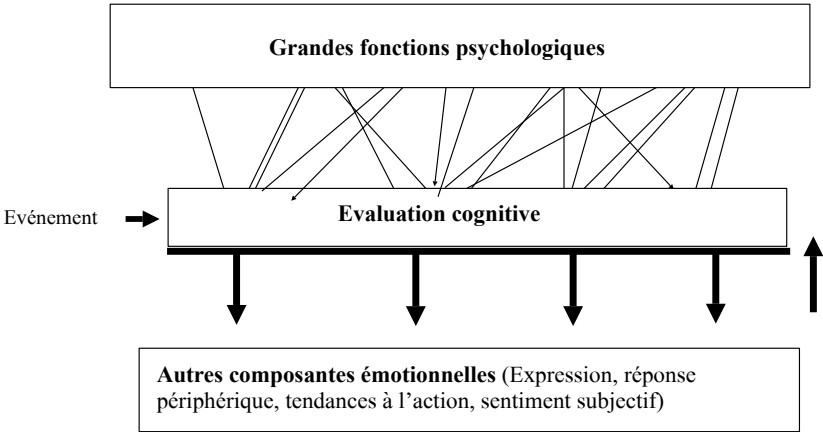 Grandes fonctions psychologiques
Evénement
Evaluation cognitive
Autres composantes émotionnelles (Expression, réponse
périphérique, tendances à l’action, sentiment subjectif)